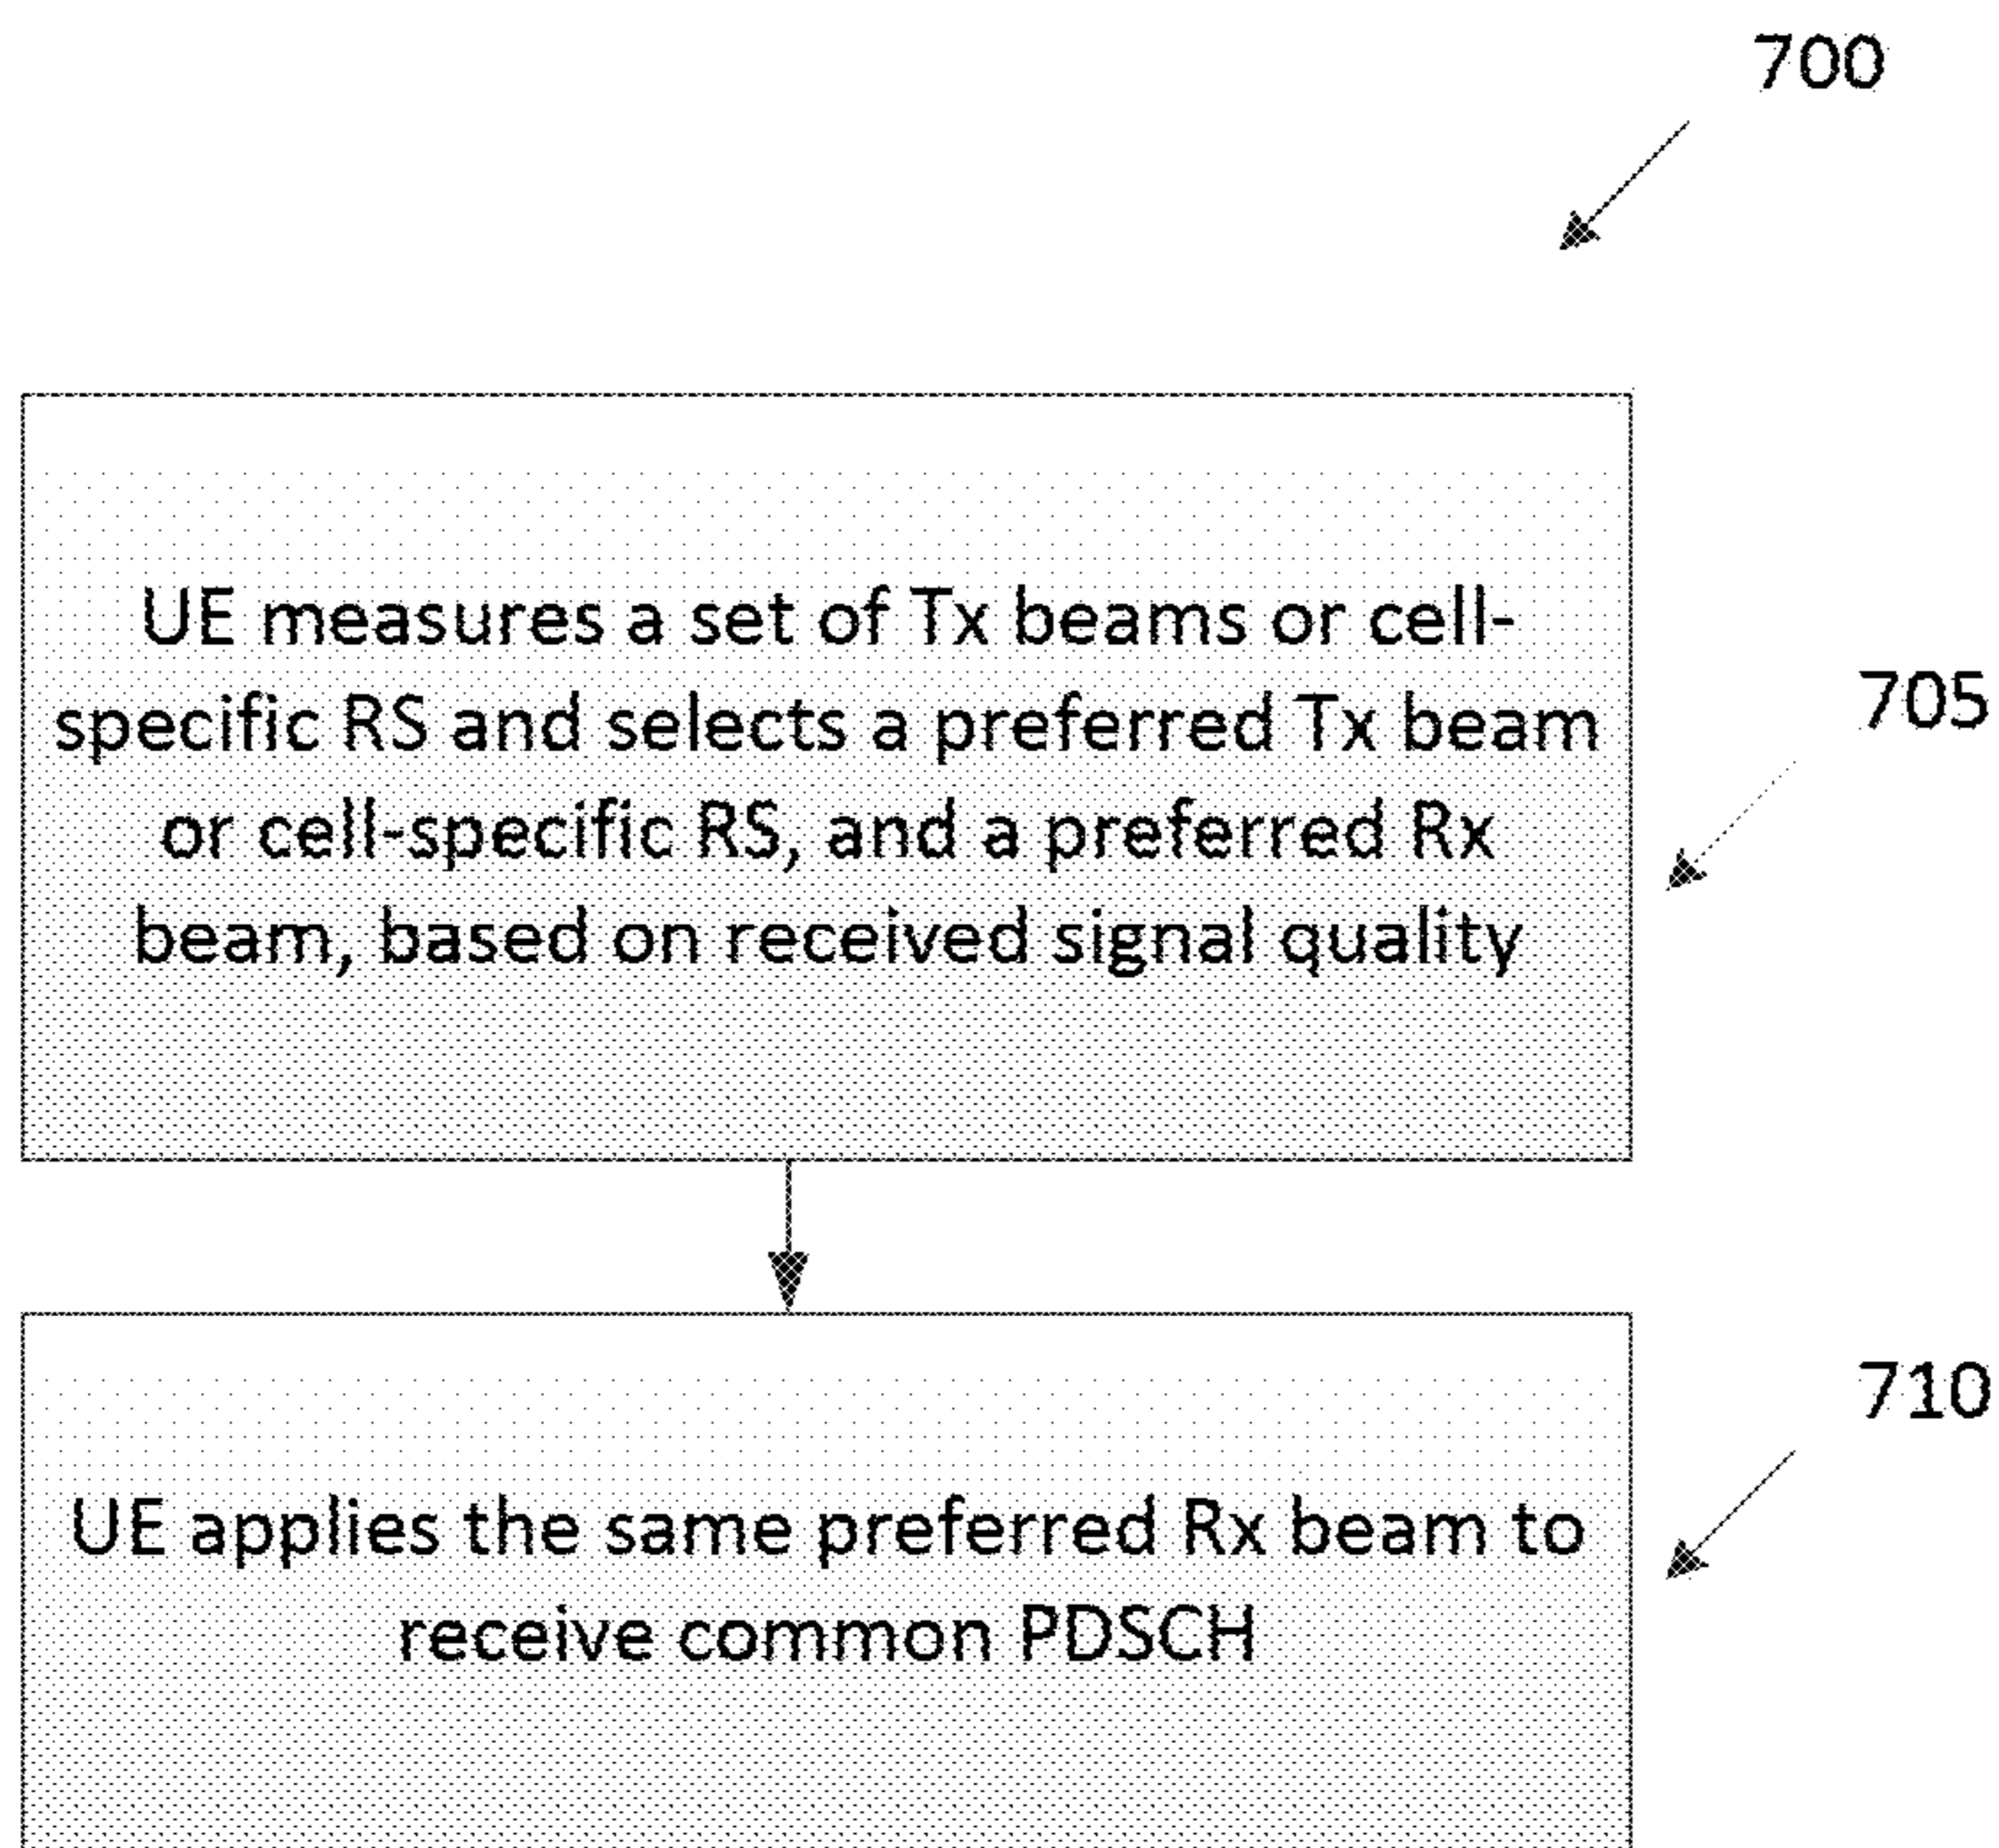 700
UE measures a set of Tx beams or cell-
specific RS and selects a preferred Tx beam
or cell-specific RS, and a preferred Rx
beam, based on received signal quality
705
UE applies the same preferred Rx beam to
receive common PDSCH
710